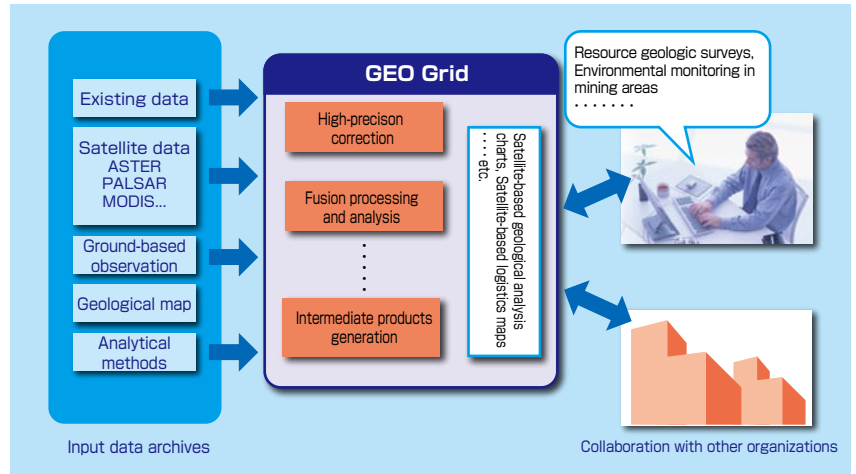 Existing data
Satellite data
ASTER
PALSAR
MODIS...
Ground-based
observation
Geological map
Analytical
methods
Input data archives
GEO Grid
High-precison
correction
Fusion processing
and analysis
Intermediate products
generation
Satellite-based geological analysis
charts, Satellite-based logistics maps
· · · · etc.
Resource geologic surveys,
Environmental monitoring in
mining areas
· · · · · · ·
Collaboration with other organizations